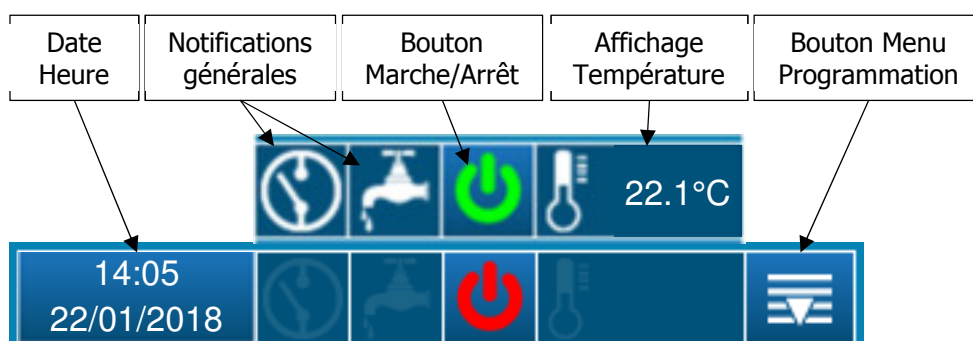 Date
Heure
Notifications
générales
Bouton
Marche/Arrêt
Affichage
Température
Bouton Menu
Programmation
22.1°C
14:05
22/01/2018